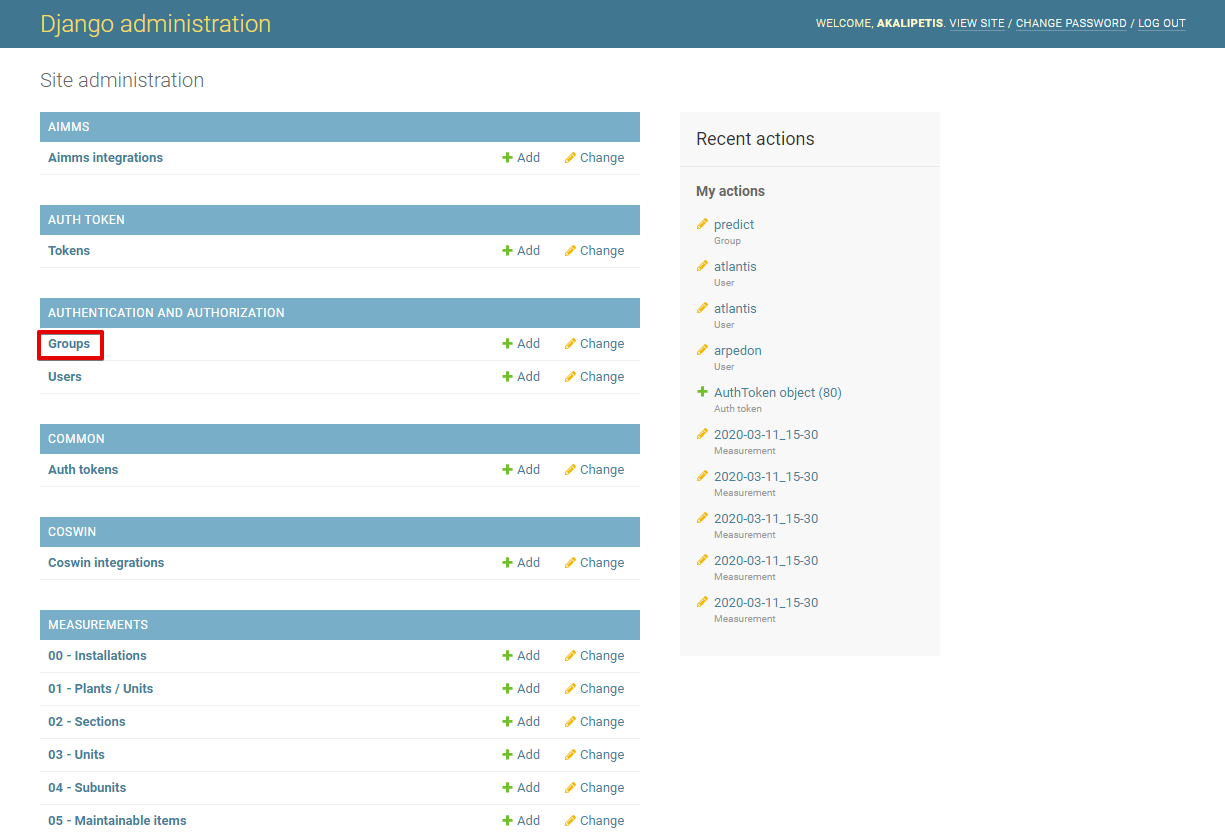 Django administration
WELCOME, AKALIPETIS. VIEW SITE / CHANGE PASSWORD / LOG OUT
Site administration
AIMMS
Aimms integrations Add Change
AUTH TOKEN
Tokens Add Change
AUTHENTICATION AND AUTHORIZATION
Groups Add Change
Users Add Change
COMMON
Auth tokens Add Change
COSWIN
Coswin integrations Add Change
MEASUREMENTS
00 - Installations Add Change
01 - Plants / Units Add Change
02 - Sections Add Change
03 - Units Add Change
04 - Subunits Add Change
05 - Maintainable items Add Change
Recent actions
My actions
predict
Group
atlantis
User
atlantis
User
arpedon
User
AuthToken object (80)
Auth token
2020-03-11_15-30
Measurement
2020-03-11_15-30
Measurement
2020-03-11_15-30
Measurement
2020-03-11_15-30
Measurement
2020-03-11_15-30
Measurement